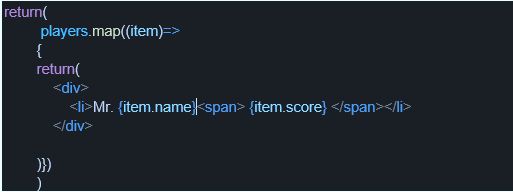 return(
players.map((item)=>
{
return(
<div>
<li>Mr. {item.name}<span> {item.score} </span></li>
</div>
)})
)